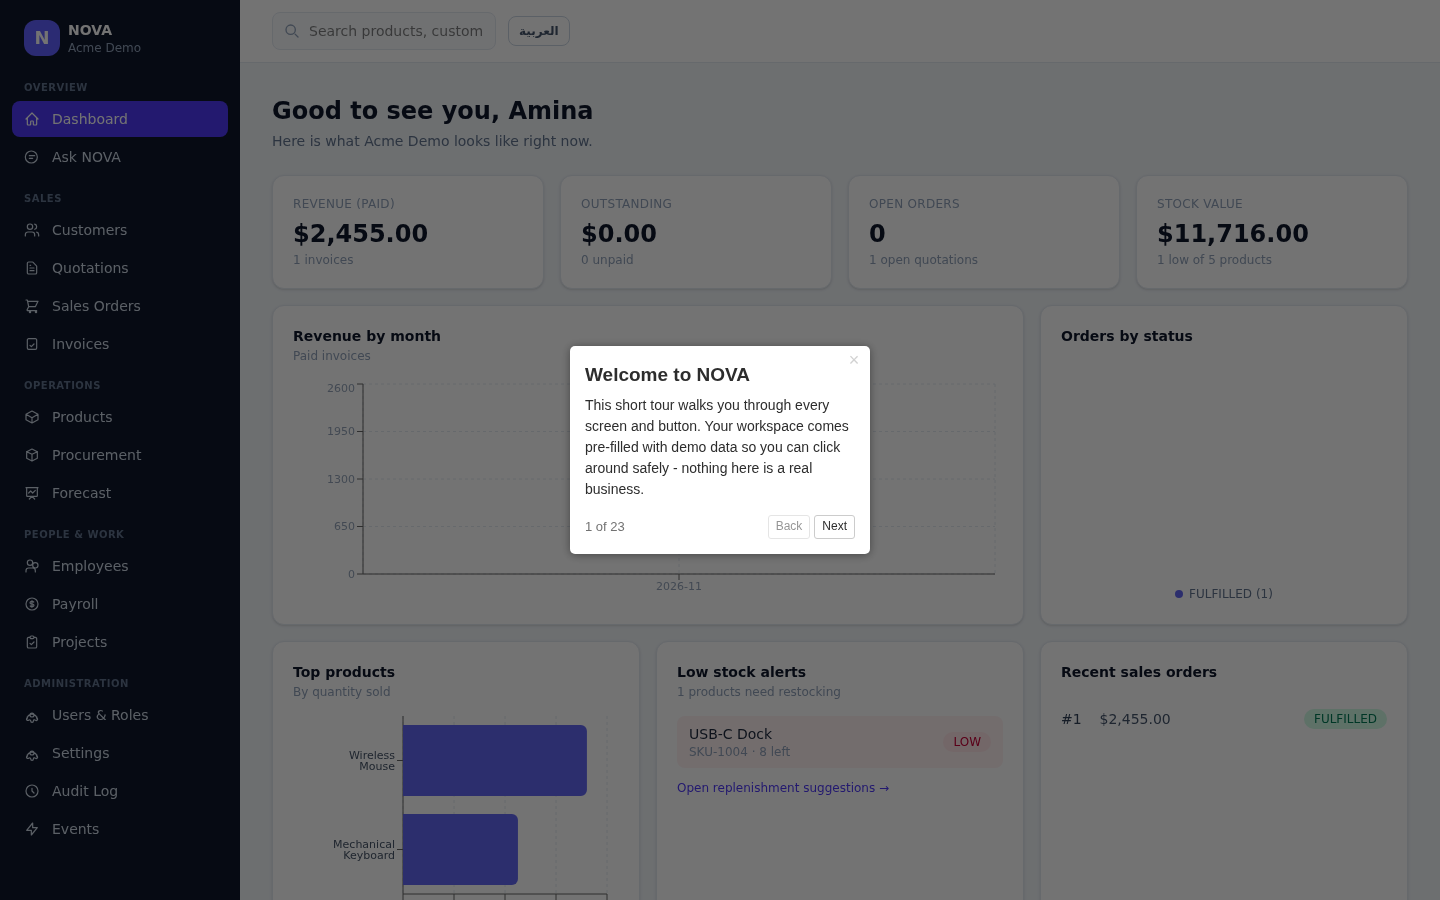 N
NOVA
Acme Demo
OVERVIEW
Dashboard
Ask NOVA
SALES
Customers
Quotations
Sales Orders
Invoices
OPERATIONS
Products
Procurement
Forecast
PEOPLE & WORK
Employees
Payroll
Projects
ADMINISTRATION
Users & Roles
Settings
Audit Log
Events
Search products, custom
العربية
Good to see you, Amina
Here is what Acme Demo looks like right now.
REVENUE (PAID)
$2,455.00
1 invoices
OUTSTANDING
$0.00
0 unpaid
OPEN ORDERS
0
1 open quotations
STOCK VALUE
$11,716.00
1 low of 5 products
Revenue by month
Paid invoices
2600
1950
1300
650
0
2026-11
Orders by status
FULFILLED (1)
Welcome to NOVA
×
This short tour walks you through every
screen and button. Your workspace comes
pre-filled with demo data so you can click
around safely - nothing here is a real
business.
1 of 23
Back
Next
Top products
By quantity sold
Wireless
Mouse
Mechanical
Keyboard
Low stock alerts
1 products need restocking
USB-C Dock
SKU-1004 · 8 left
LOW
Open replenishment suggestions →
Recent sales orders
#1 $2,455.00 FULFILLED